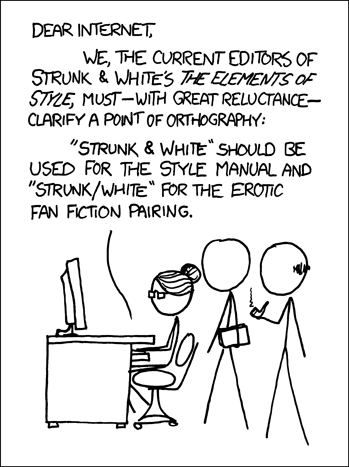 DEAR INTERNET,
WE, THE CURRENT EDITORS OF
STRUNK & WHITE'S THE ELEMENTS OF
STYLE, MUST—WITH GREAT RELUCTANCE—
CLARIFY A POINT OF ORTHOGRAPHY:
"STRUNK & WHITE" SHOULD BE
USED FOR THE STYLE MANUAL AND
"STRUNK/WHITE" FOR THE EROTIC
FAN FICTION PAIRING.